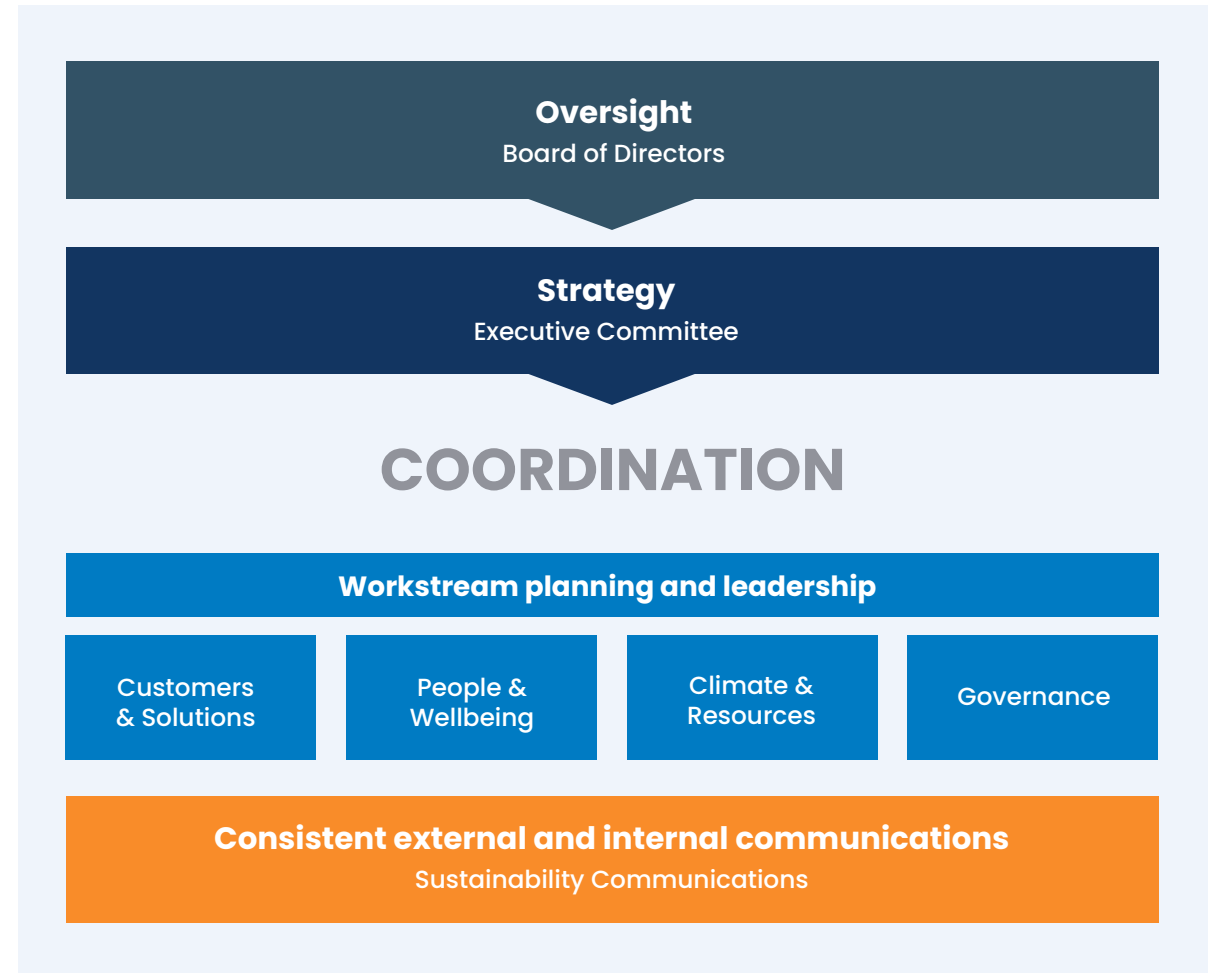 Oversight
Board of Directors
Strategy
Executive Committee
COORDINATION
Workstream planning and leadership
Customers
& Solutions
People &
Wellbeing
Climate &
Resources
Governance
Consistent external and internal communications
Sustainability Communications